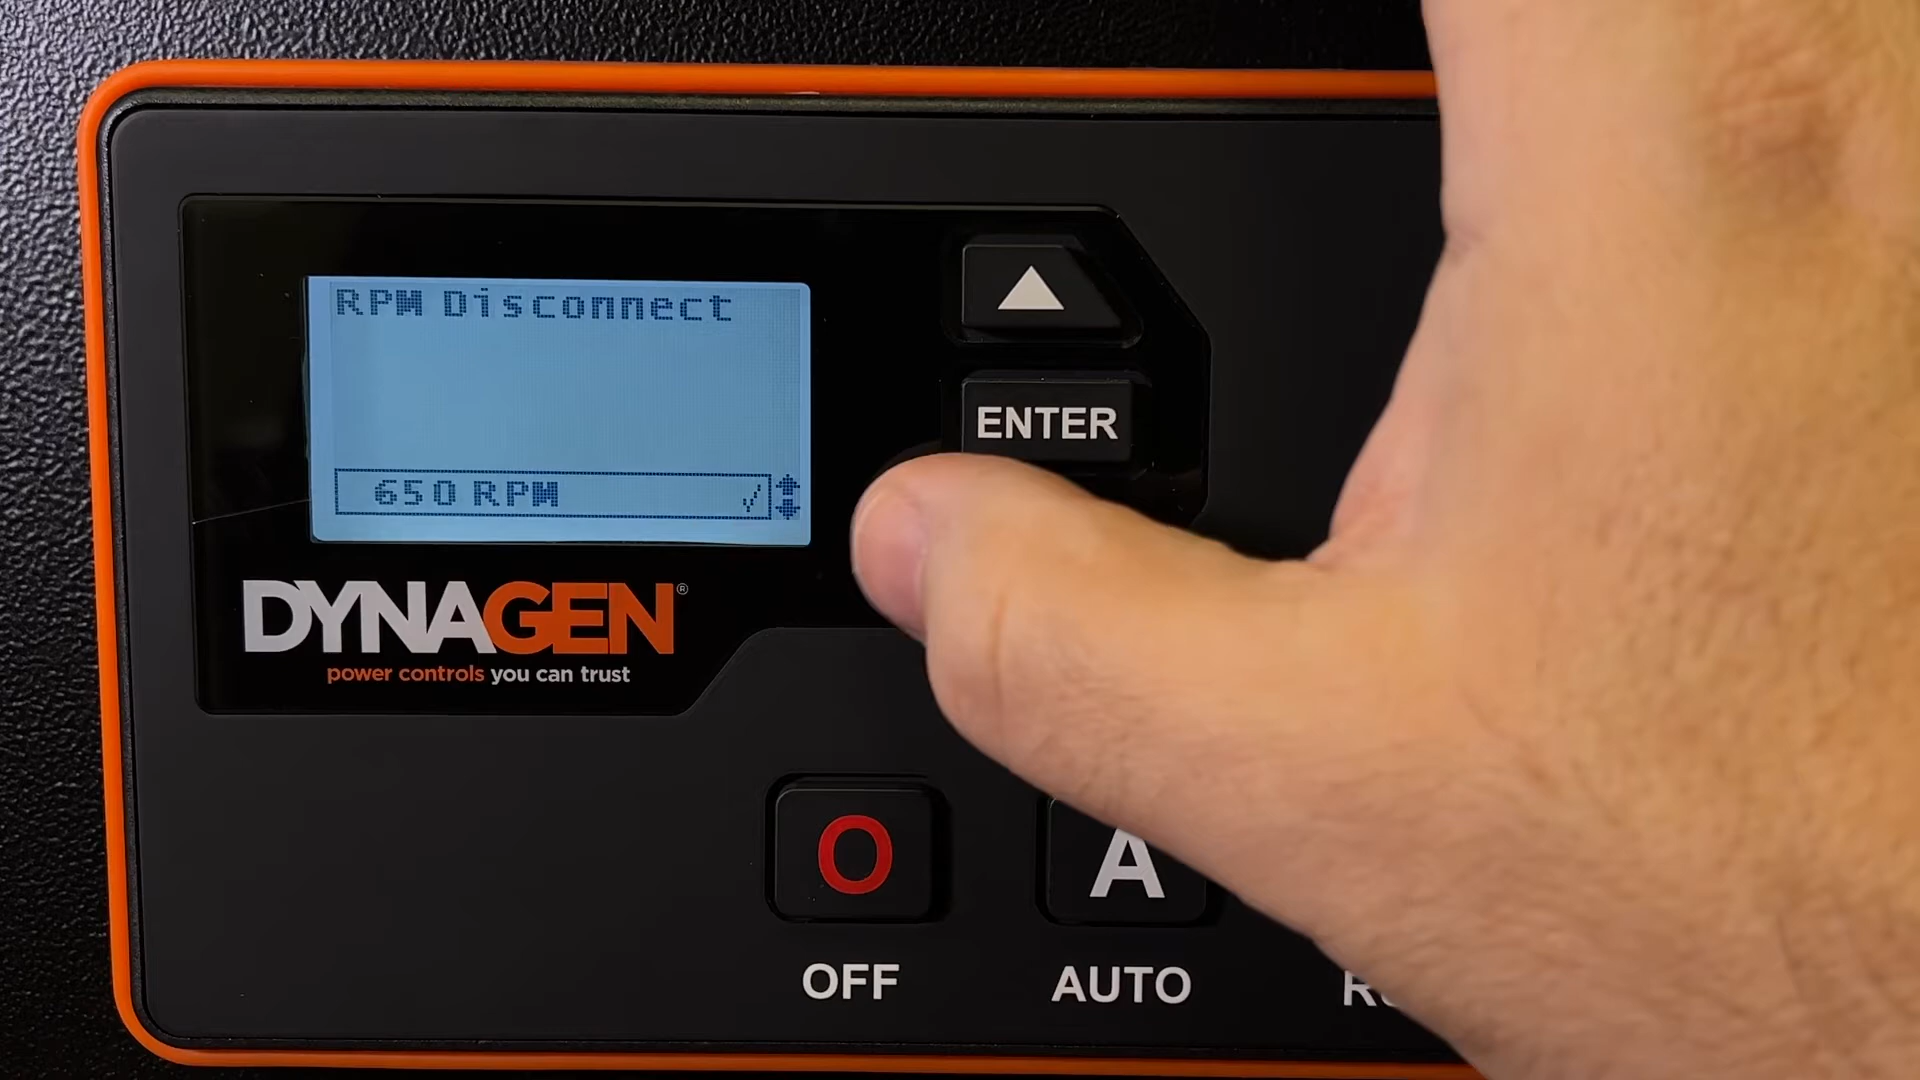 RPM Disconnect
650 RPM
ENTER
DYNAGEN®
power controls you can trust
O
A
OFF
AUTO